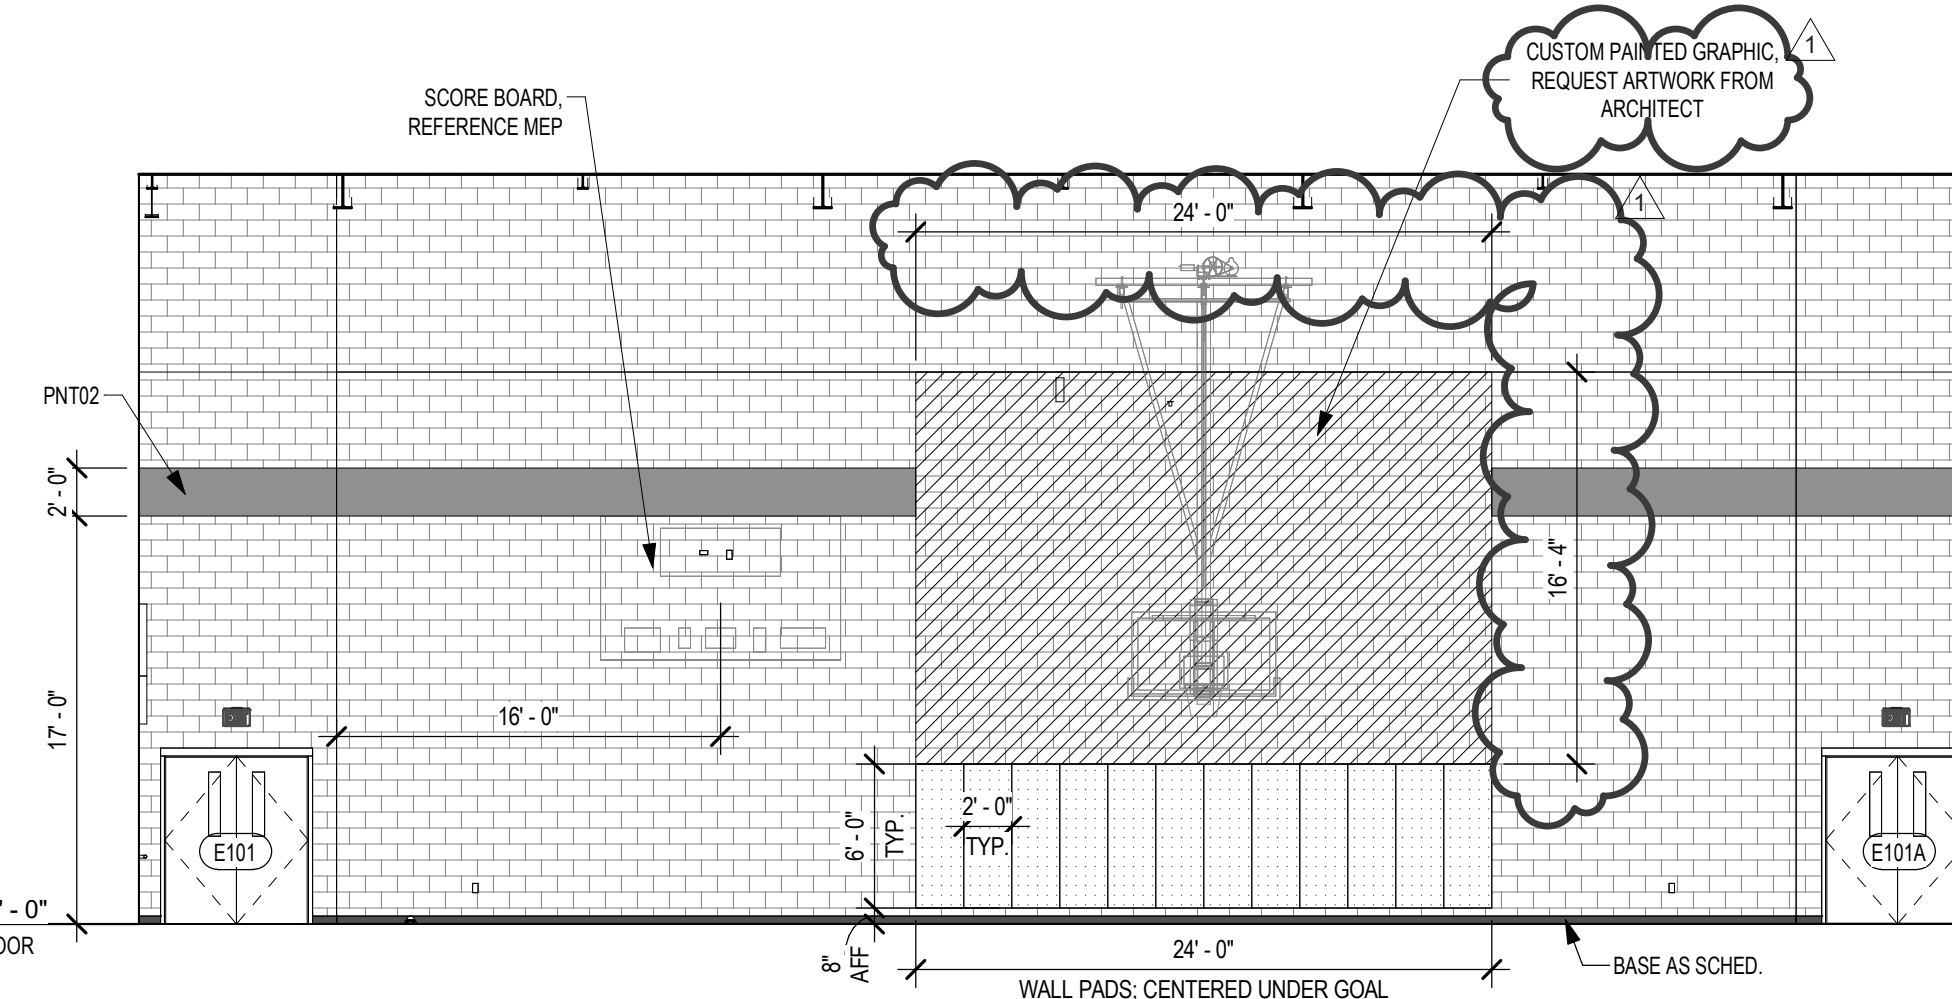 CUSTOM PAINTED GRAPHIC,
REQUEST ARTWORK FROM
ARCHITECT
1
SCORE BOARD,
REFERENCE MEP
24' - 0"
1
PNT02
2' - 0"
16' - 4"
17' - 0"
16' - 0"
2' - 0"
TYP.
6' - 0"
TYP.
E101
E101A
' - 0"
OOR
8"
AFF
24' - 0"
BASE AS SCHED.
WALL PADS; CENTERED UNDER GOAL